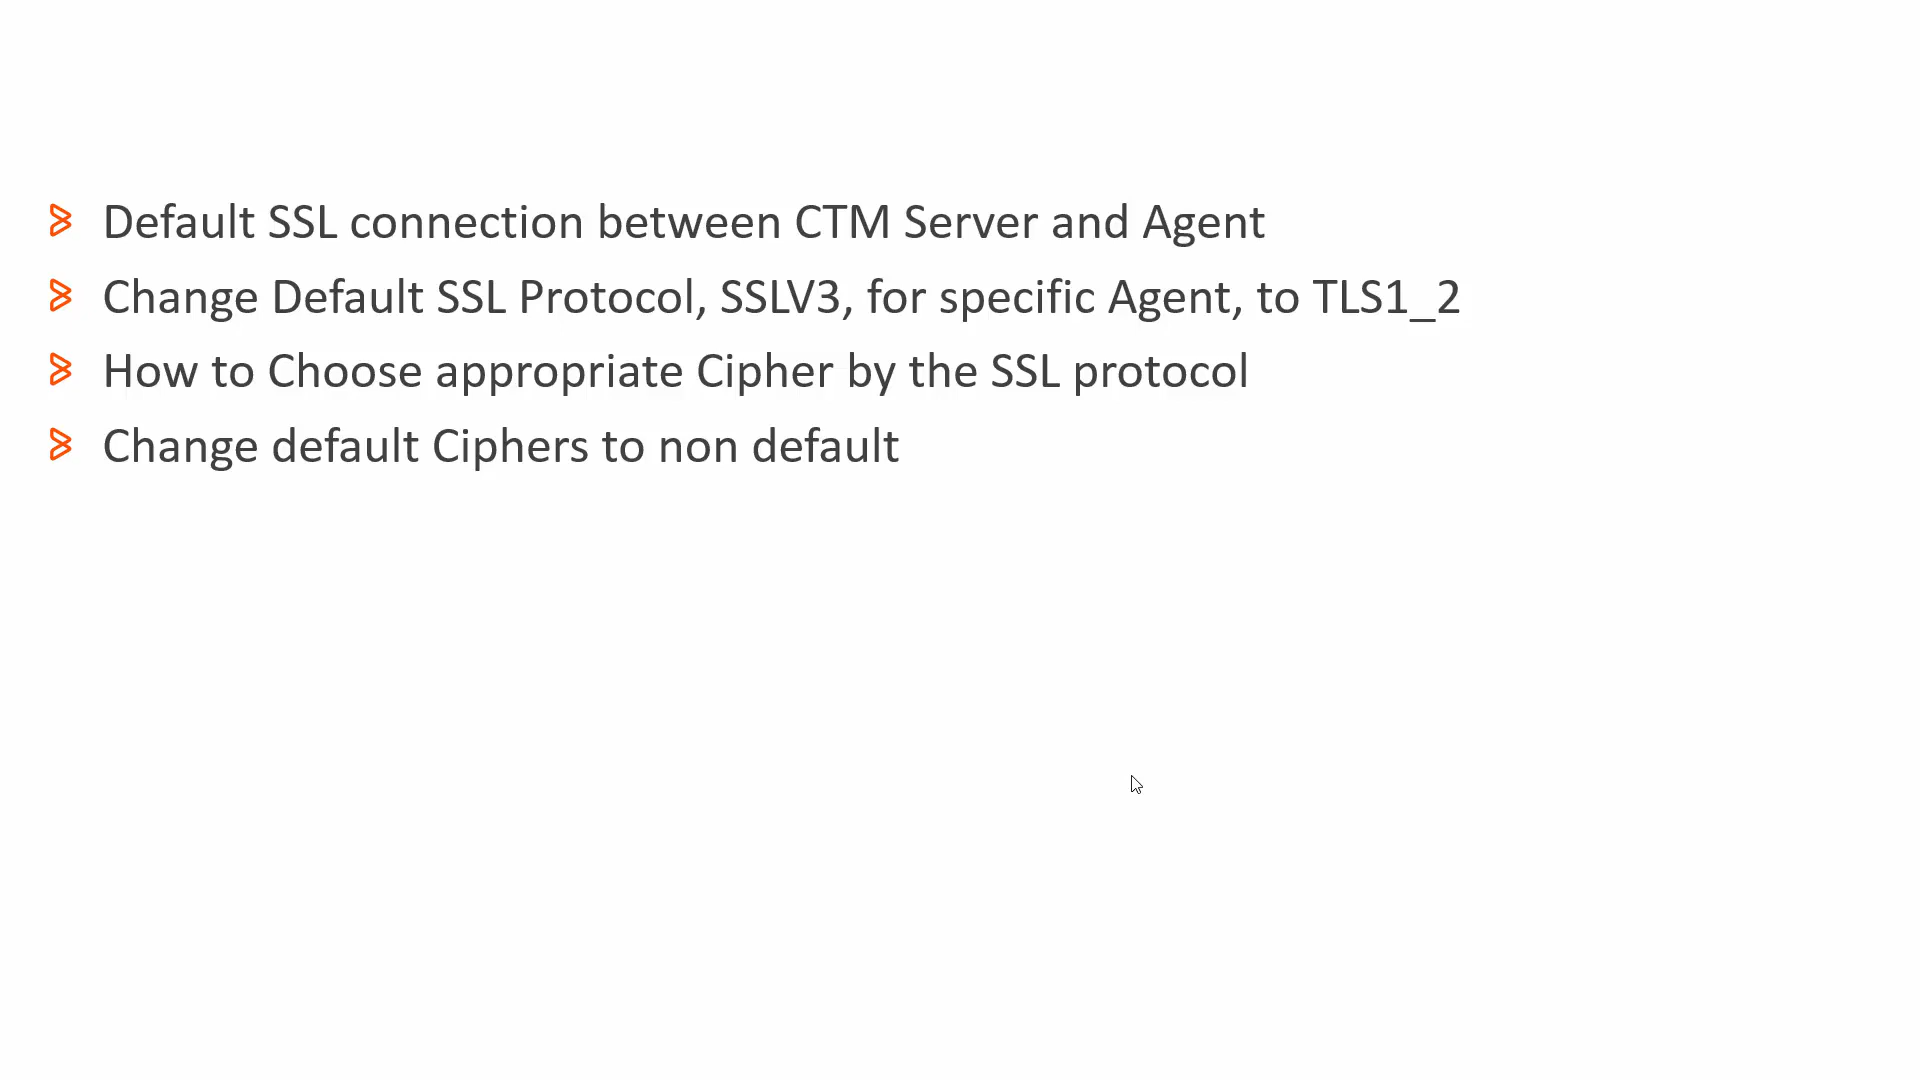 Default SSL connection between CTM Server and Agent
Change Default SSL Protocol, SSLV3, for specific Agent, to TLS1_2
How to Choose appropriate Cipher by the SSL protocol
Change default Ciphers to non default